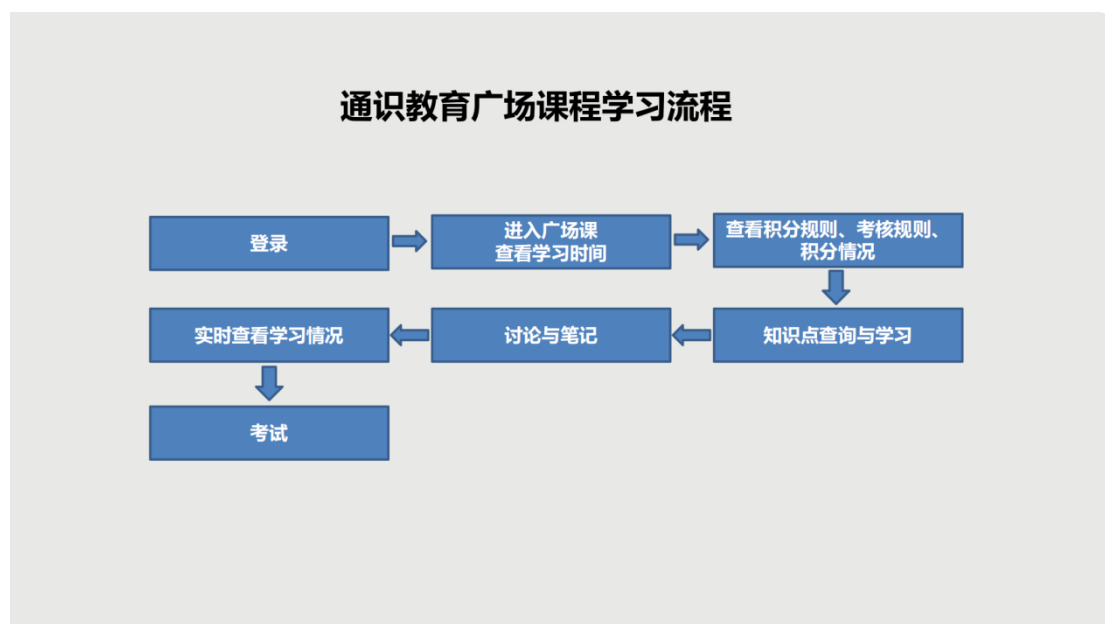 通识教育广场课程学习流程
登录
进入广场课
查看学习时间
查看积分规则、考核规则、
积分情况
知识点查询与学习
讨论与笔记
实时查看学习情况
考试